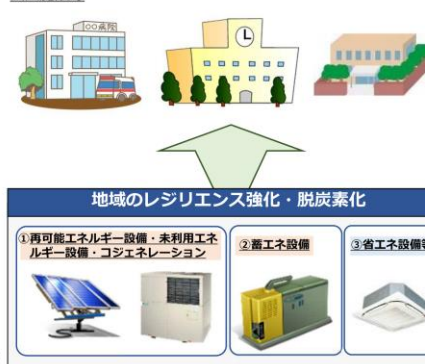 ○○病院
地域のレジリエンス強化・脱炭素化
①再可能エネルギー設備・未利用エネ
ルギー設備・コジェネレーション
②蓄エネ設備
③省エネ設備等